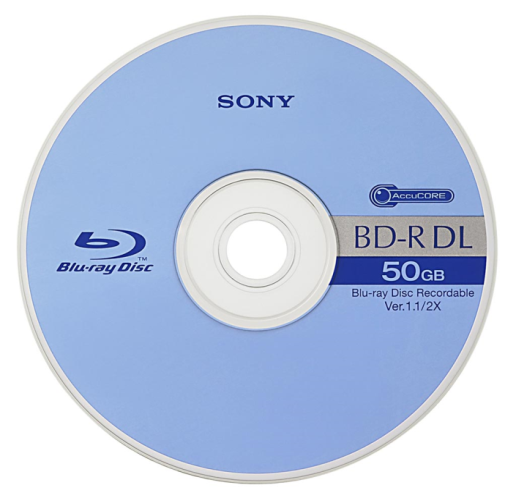 SONY
AccuCORE
BD-R DL
50GB
Blu-ray Disc
TM
Blu-ray Disc Recordable
Ver.1.1/2X